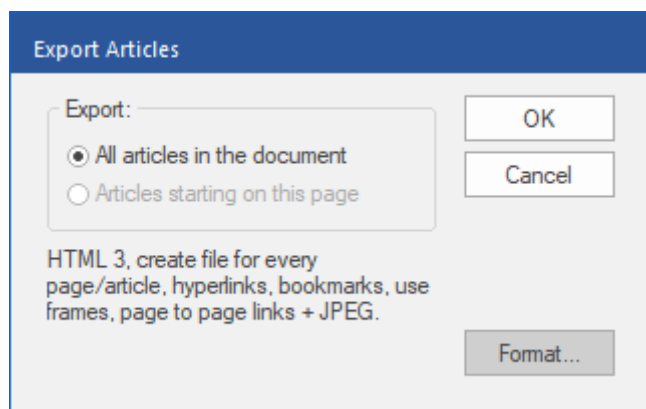 Export Articles
Export:
All articles in the document
Articles starting on this page
OK
Cancel
HTML 3, create file for every
page/article, hyperlinks, bookmarks, use
frames, page to page links + JPEG.
Format...